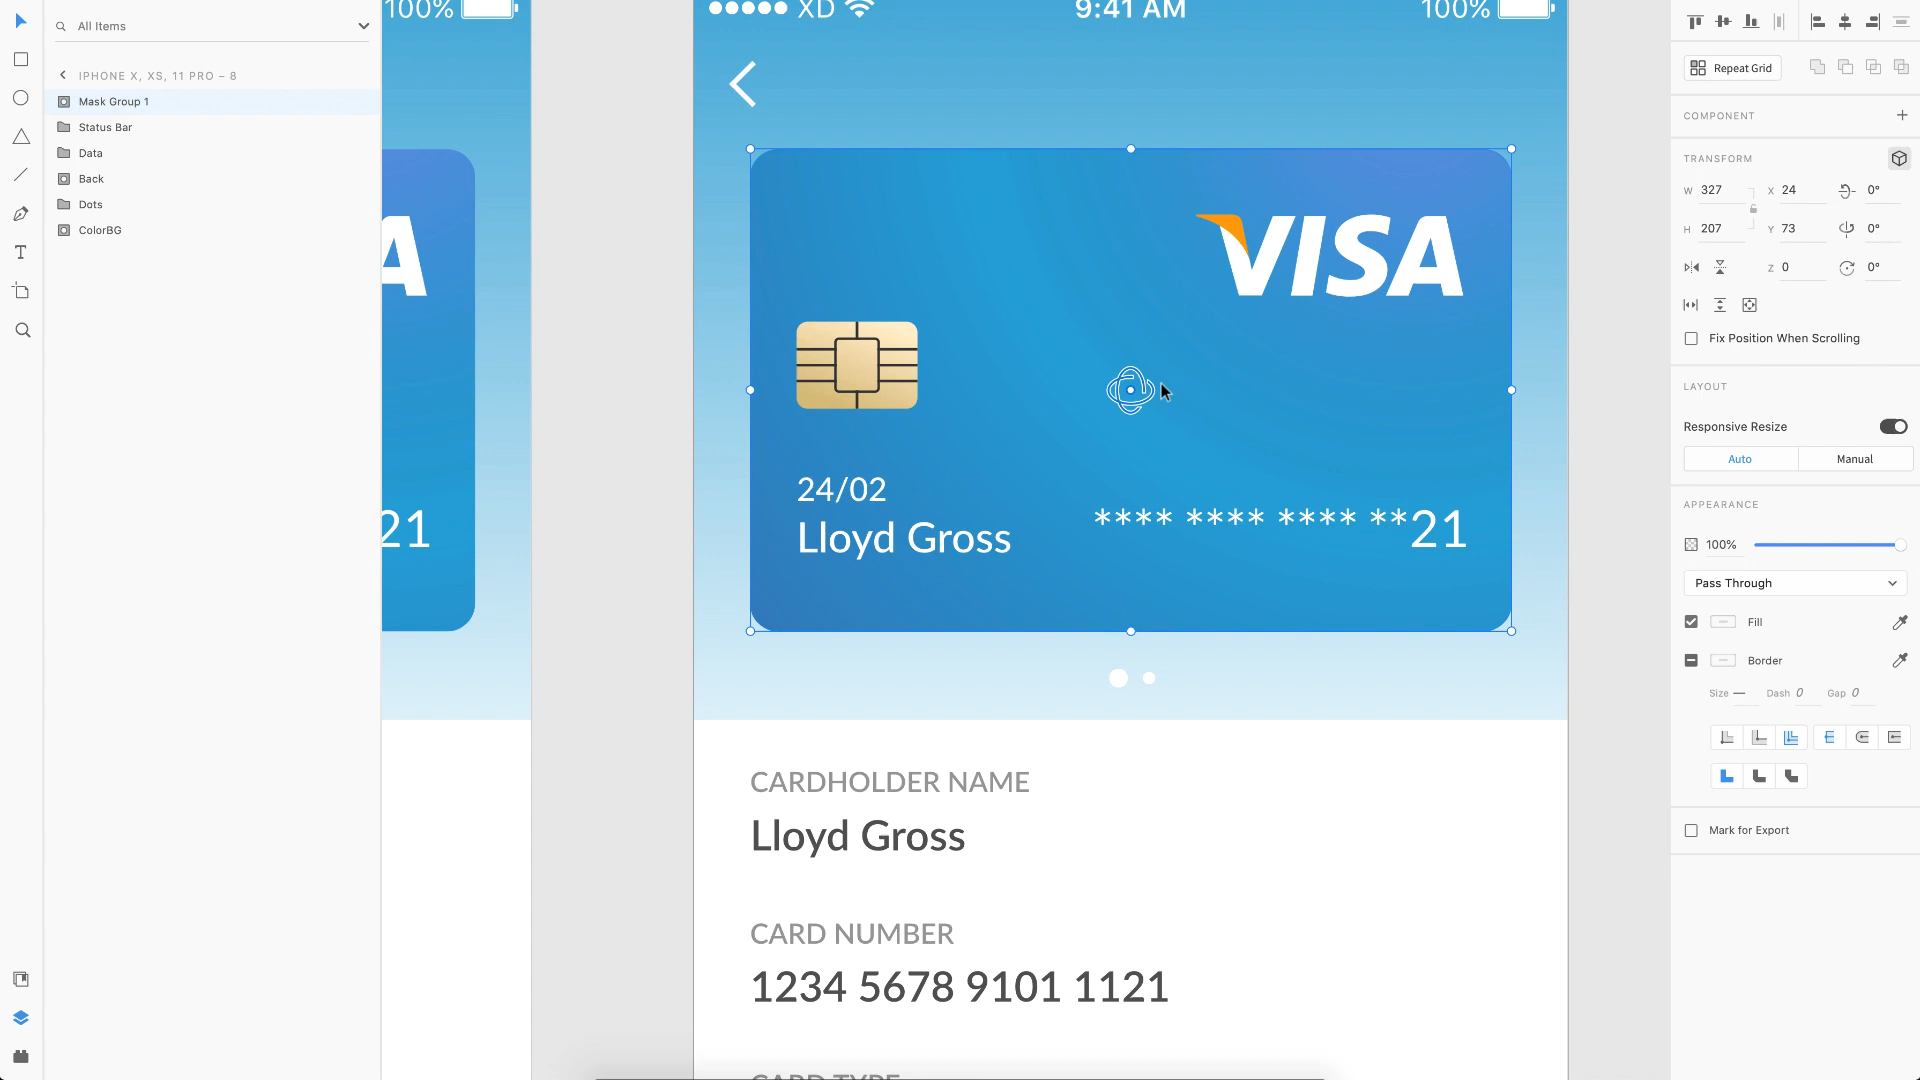 All Items
IPHONE X, XS, 11 PRO – 8
Mask Group 1
Status Bar
Data
Back
Dots
ColorBG
T
100%
A
21
XD
9:41 AM
100%
VISA
24/02
Lloyd Gross
**** **** **** **21
CARDHOLDER NAME
Lloyd Gross
CARD NUMBER
1234 5678 9101 1121
CARD TYPE
Repeat Grid
COMPONENT
TRANSFORM
W 327 X 24 0°
H 207 Y 73 0°
Z 0 0°
Fix Position When Scrolling
LAYOUT
Responsive Resize
Auto Manual
APPEARANCE
100%
Pass Through
Fill
Border
Size — Dash 0 Gap 0
Mark for Export